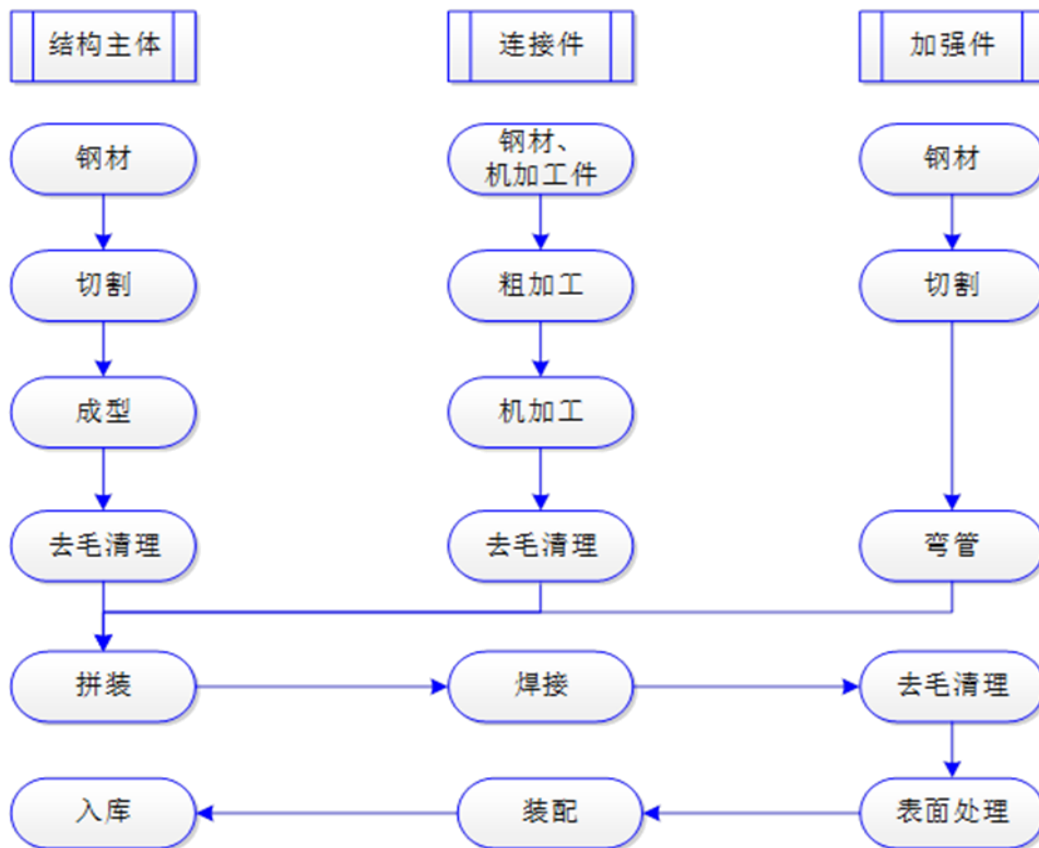 结构主体
连接件
加强件
钢材
钢材、
机加工件
钢材
切割
粗加工
切割
成型
机加工
去毛清理
去毛清理
弯管
拼装
焊接
去毛清理
入库
装配
表面处理